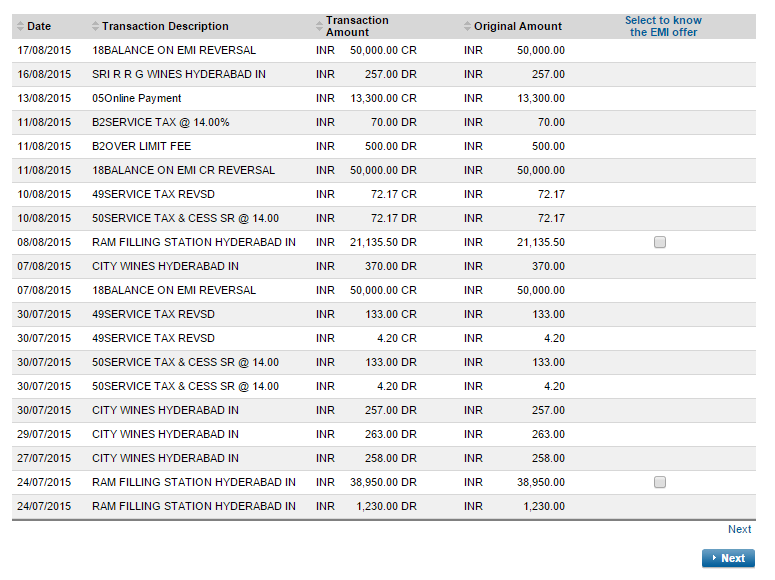 Date Transaction Description Transaction Amount Original Amount Select to know the EMI offer
17/08/2015 18BALANCE ON EMI REVERSAL INR 50,000.00 CR INR 50,000.00
16/08/2015 SRI R R G WINES HYDERABAD IN INR 257.00 DR INR 257.00
13/08/2015 05Online Payment INR 13,300.00 CR INR 13,300.00
11/08/2015 B2SERVICE TAX @ 14.00% INR 70.00 DR INR 70.00
11/08/2015 B2OVER LIMIT FEE INR 500.00 DR INR 500.00
11/08/2015 18BALANCE ON EMI CR REVERSAL INR 50,000.00 DR INR 50,000.00
10/08/2015 49SERVICE TAX REVSD INR 72.17 CR INR 72.17
10/08/2015 50SERVICE TAX & CESS SR @ 14.00 INR 72.17 DR INR 72.17
08/08/2015 RAM FILLING STATION HYDERABAD IN INR 21,135.50 DR INR 21,135.50
07/08/2015 CITY WINES HYDERABAD IN INR 370.00 DR INR 370.00
07/08/2015 18BALANCE ON EMI REVERSAL INR 50,000.00 CR INR 50,000.00
30/07/2015 49SERVICE TAX REVSD INR 133.00 CR INR 133.00
30/07/2015 49SERVICE TAX REVSD INR 4.20 CR INR 4.20
30/07/2015 50SERVICE TAX & CESS SR @ 14.00 INR 133.00 DR INR 133.00
30/07/2015 50SERVICE TAX & CESS SR @ 14.00 INR 4.20 DR INR 4.20
30/07/2015 CITY WINES HYDERABAD IN INR 257.00 DR INR 257.00
29/07/2015 CITY WINES HYDERABAD IN INR 263.00 DR INR 263.00
27/07/2015 CITY WINES HYDERABAD IN INR 258.00 DR INR 258.00
24/07/2015 RAM FILLING STATION HYDERABAD IN INR 38,950.00 DR INR 38,950.00
24/07/2015 RAM FILLING STATION HYDERABAD IN INR 1,230.00 DR INR 1,230.00
Next
Next